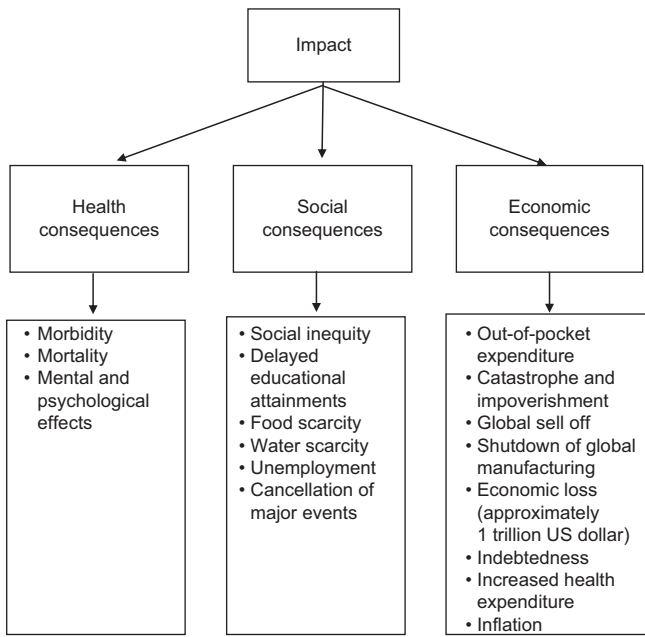 Impact
Health
consequences
Social
consequences
Economic
consequences
• Morbidity
• Mortality
• Mental and
psychological
effects
• Social inequity
• Delayed
educational
attainments
• Food scarcity
• Water scarcity
• Unemployment
• Cancellation of
major events
• Out-of-pocket
expenditure
• Catastrophe and
impoverishment
• Global sell off
• Shutdown of global
manufacturing
• Economic loss
(approximately
1 trillion US dollar)
• Indebtedness
• Increased health
expenditure
• Inflation